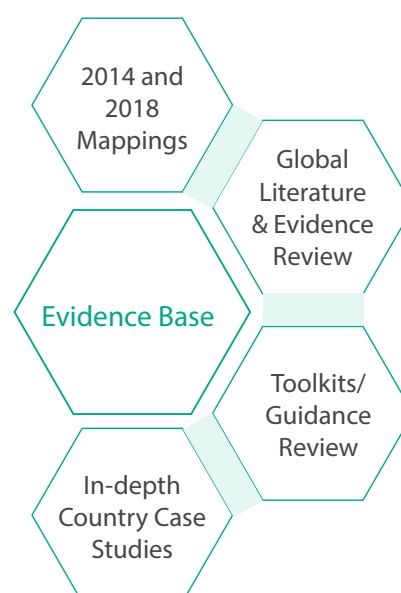 2014 and
2018
Mappings
Global
Literature
& Evidence
Review
Evidence Base
Toolkits/
Guidance
Review
In-depth
Country Case
Studies